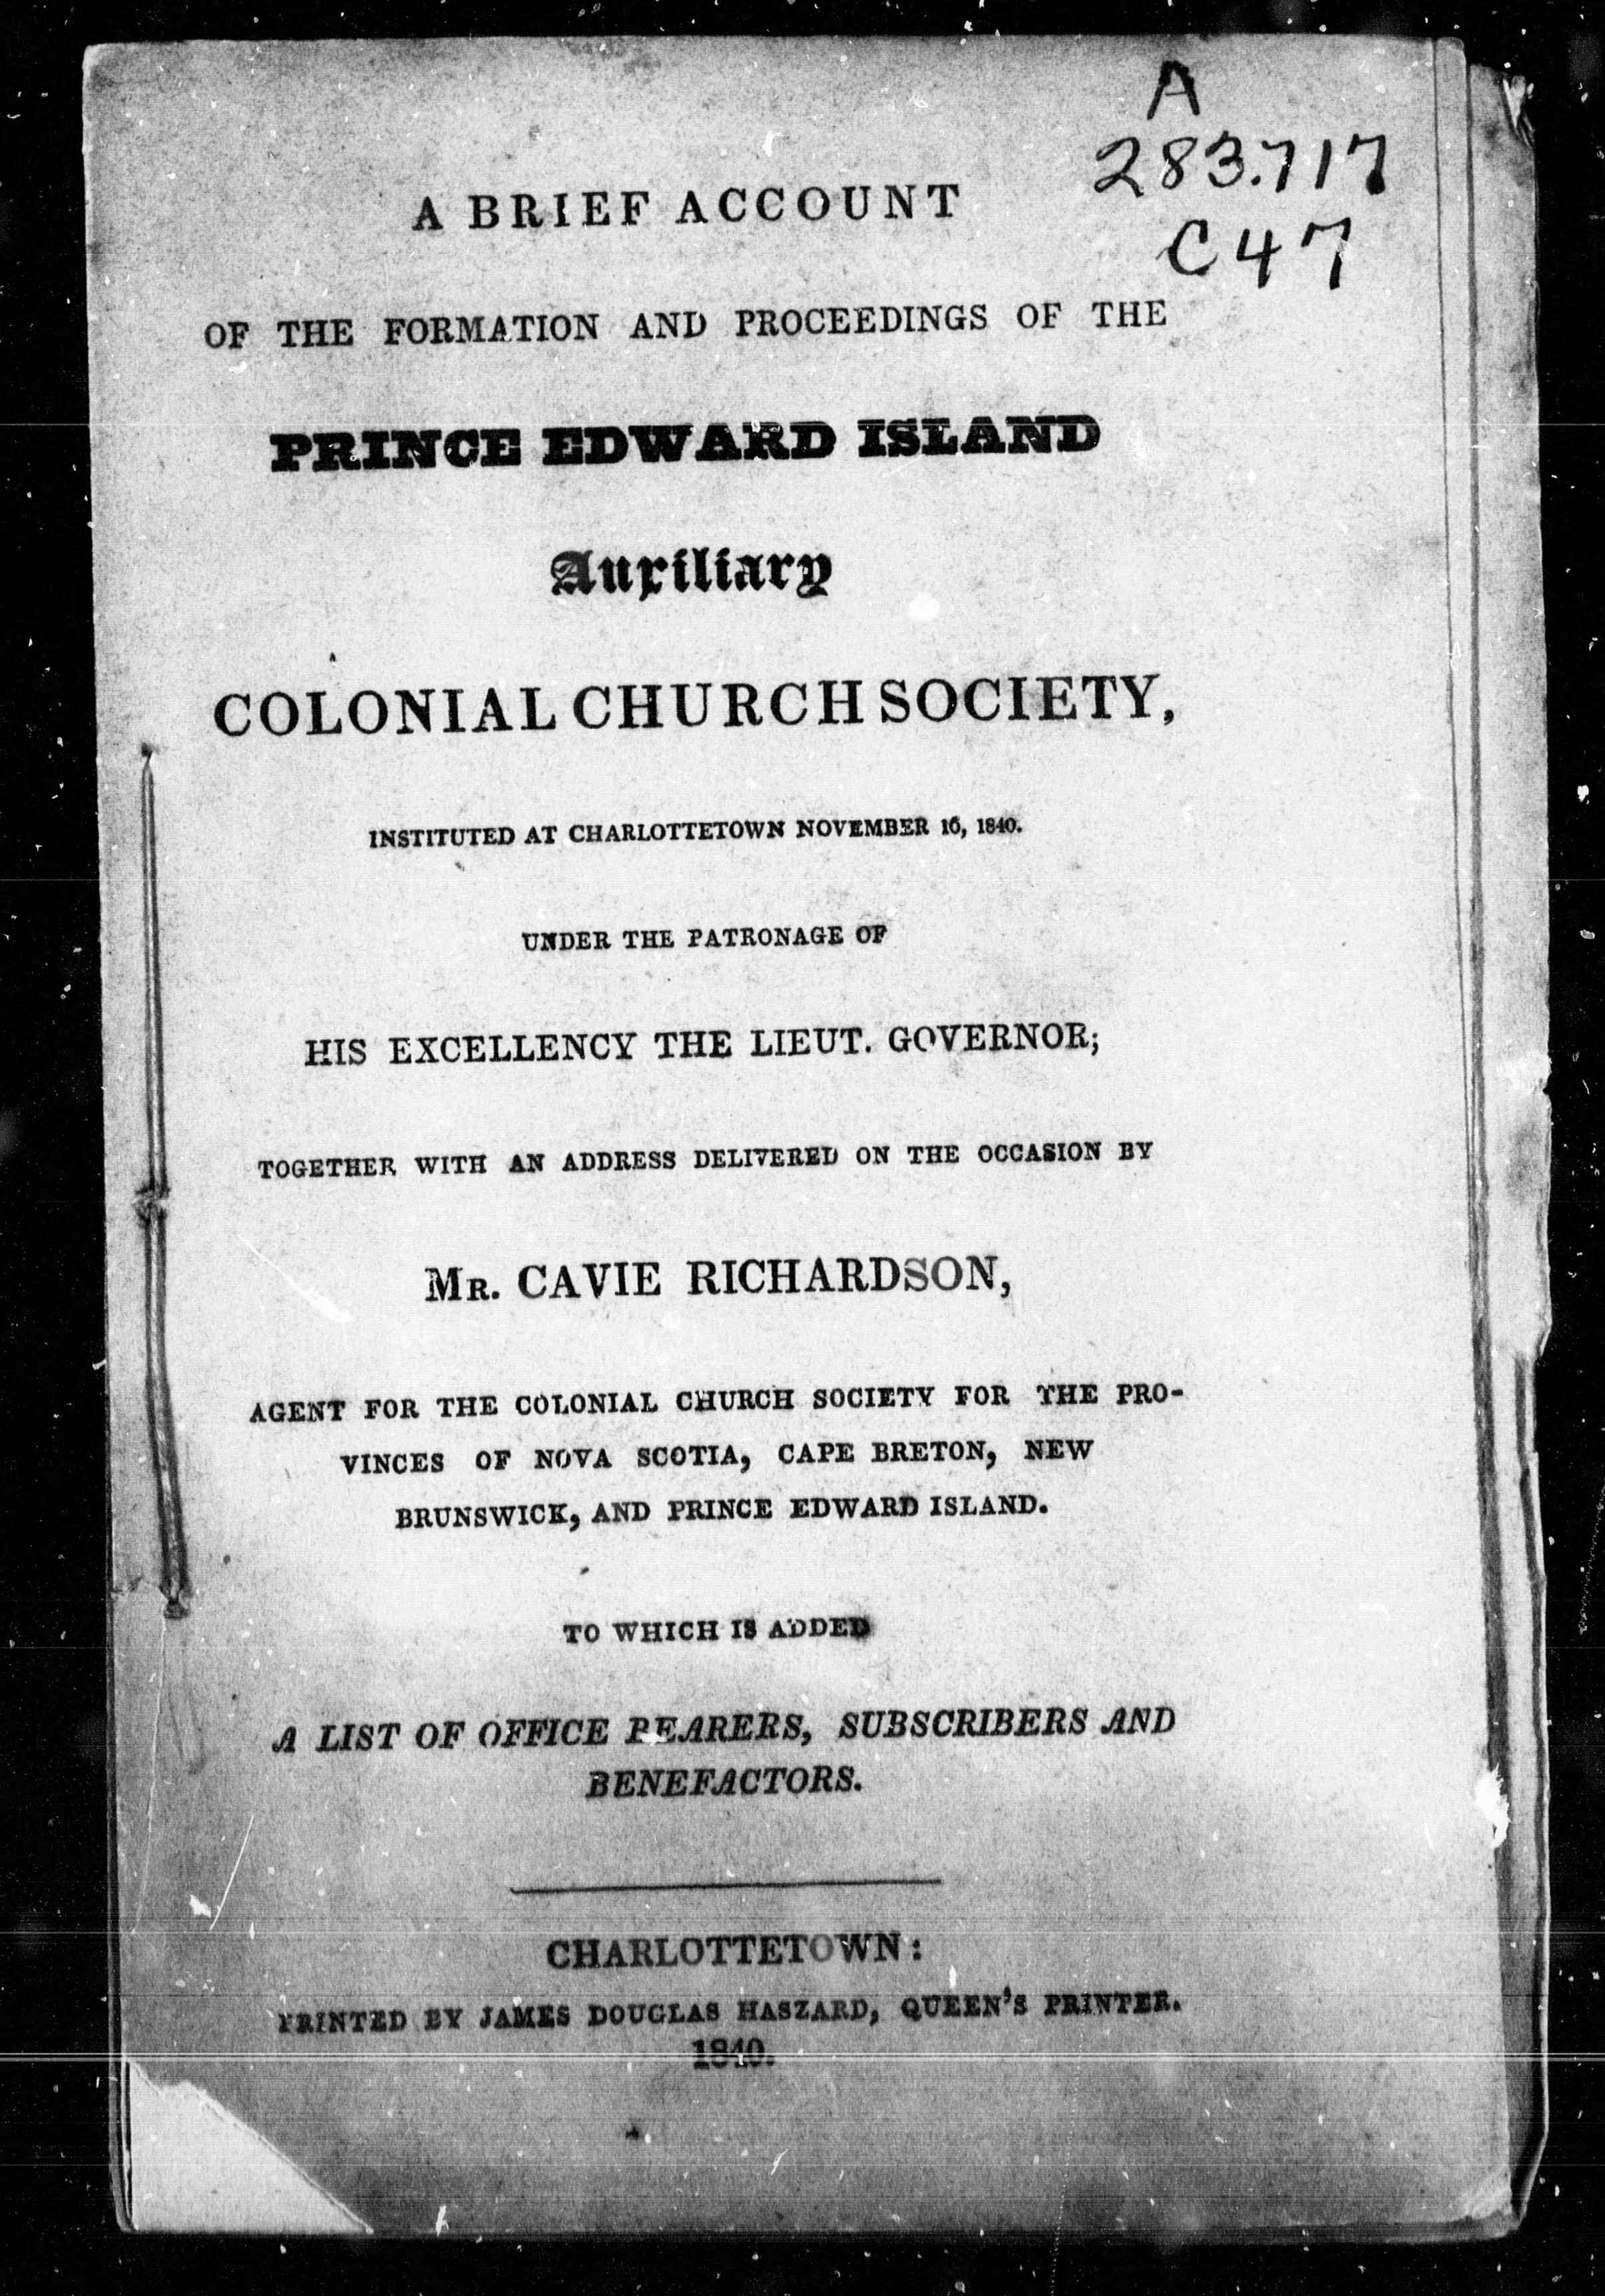 A
283.717
C47
A BRIEF ACCOUNT
OF THE FORMATION AND PROCEEDINGS OF THE
PRINCE EDWARD ISLAND
Auxiliary
COLONIAL CHURCH SOCIETY,
INSTITUTED AT CHARLOTTETOWN NOVEMBER 16, 1840.
UNDER THE PATRONAGE OF
HIS EXCELLENCY THE LIEUT. GOVERNOR;
TOGETHER WITH AN ADDRESS DELIVERED ON THE OCCASION BY
MR. CAVIE RICHARDSON,
AGENT FOR THE COLONIAL CHURCH SOCIETY FOR THE PRO-
VINCES OF NOVA SCOTIA, CAPE BRETON, NEW
BRUNSWICK, AND PRINCE EDWARD ISLAND.
TO WHICH IS ADDED
A LIST OF OFFICE BEARERS, SUBSCRIBERS AND
BENEFACTORS.
CHARLOTTETOWN:
PRINTED BY JAMES DOUGLAS HASZARD, QUEEN'S PRINTER.
1840.